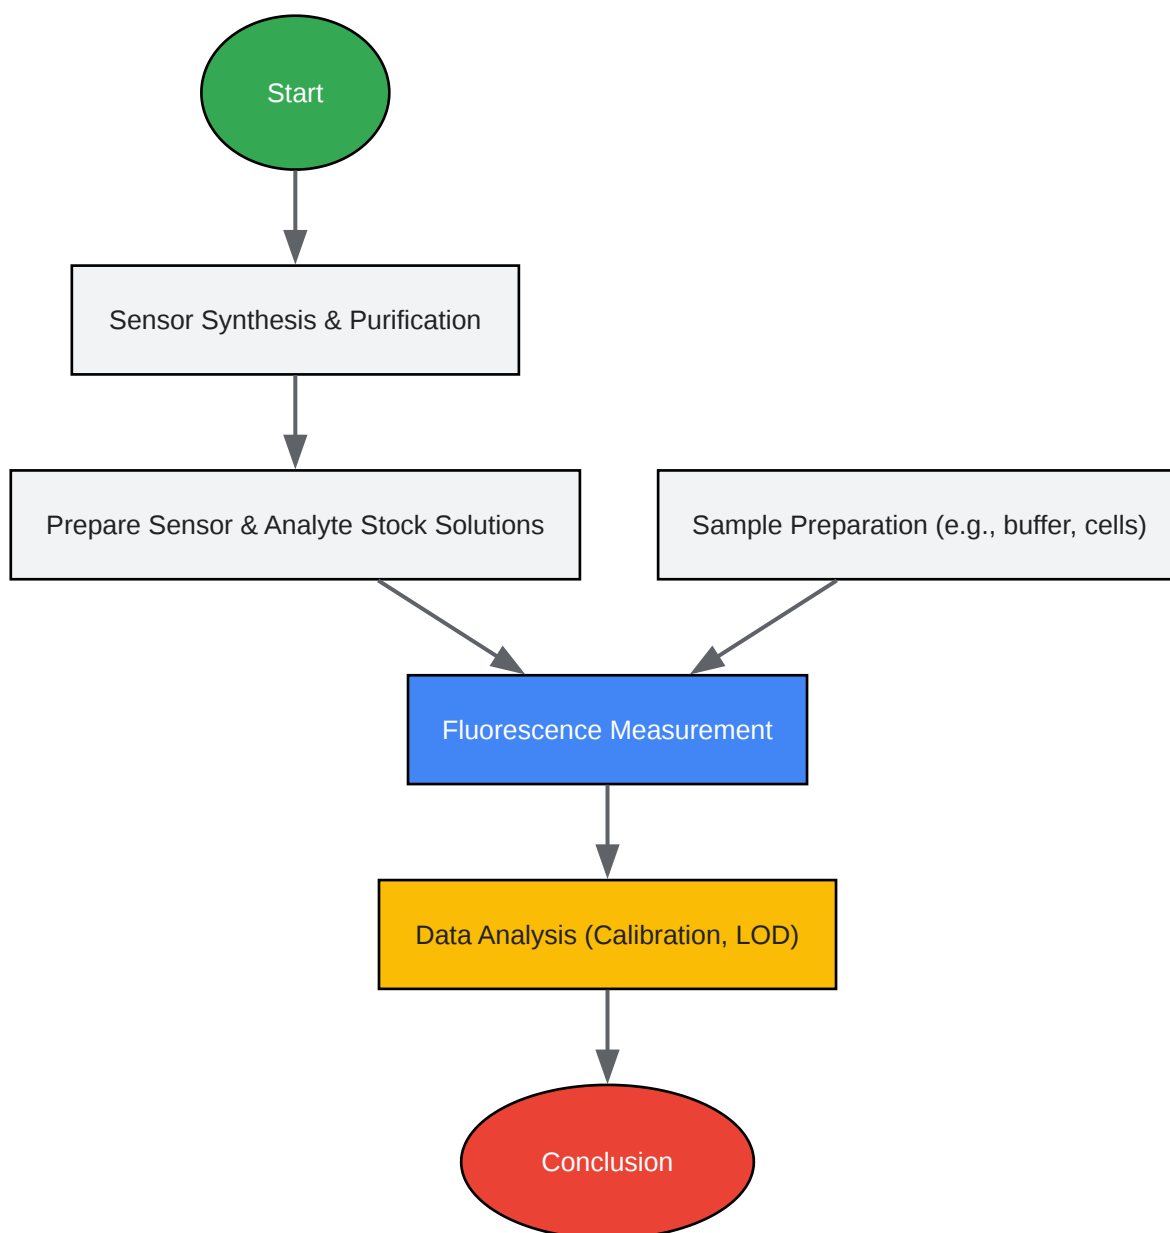 Start
Sensor Synthesis & Purification
Prepare Sensor & Analyte Stock Solutions
Sample Preparation (e.g., buffer, cells)
Fluorescence Measurement
Data Analysis (Calibration, LOD)
Conclusion